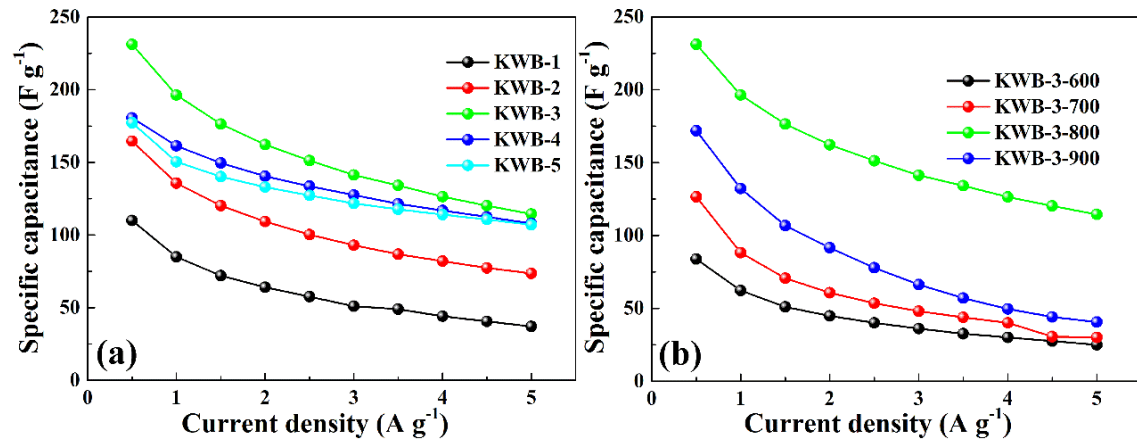 Specific capacitance (F g⁻¹)
250
200
150
100
50
0
KWB-1
KWB-2
KWB-3
KWB-4
KWB-5
(a)
0 1 2 3 4 5
Current density (A g⁻¹)
Specific capacitance (F g⁻¹)
250
200
150
100
50
0
KWB-3-600
KWB-3-700
KWB-3-800
KWB-3-900
(b)
0 1 2 3 4 5
Current density (A g⁻¹)